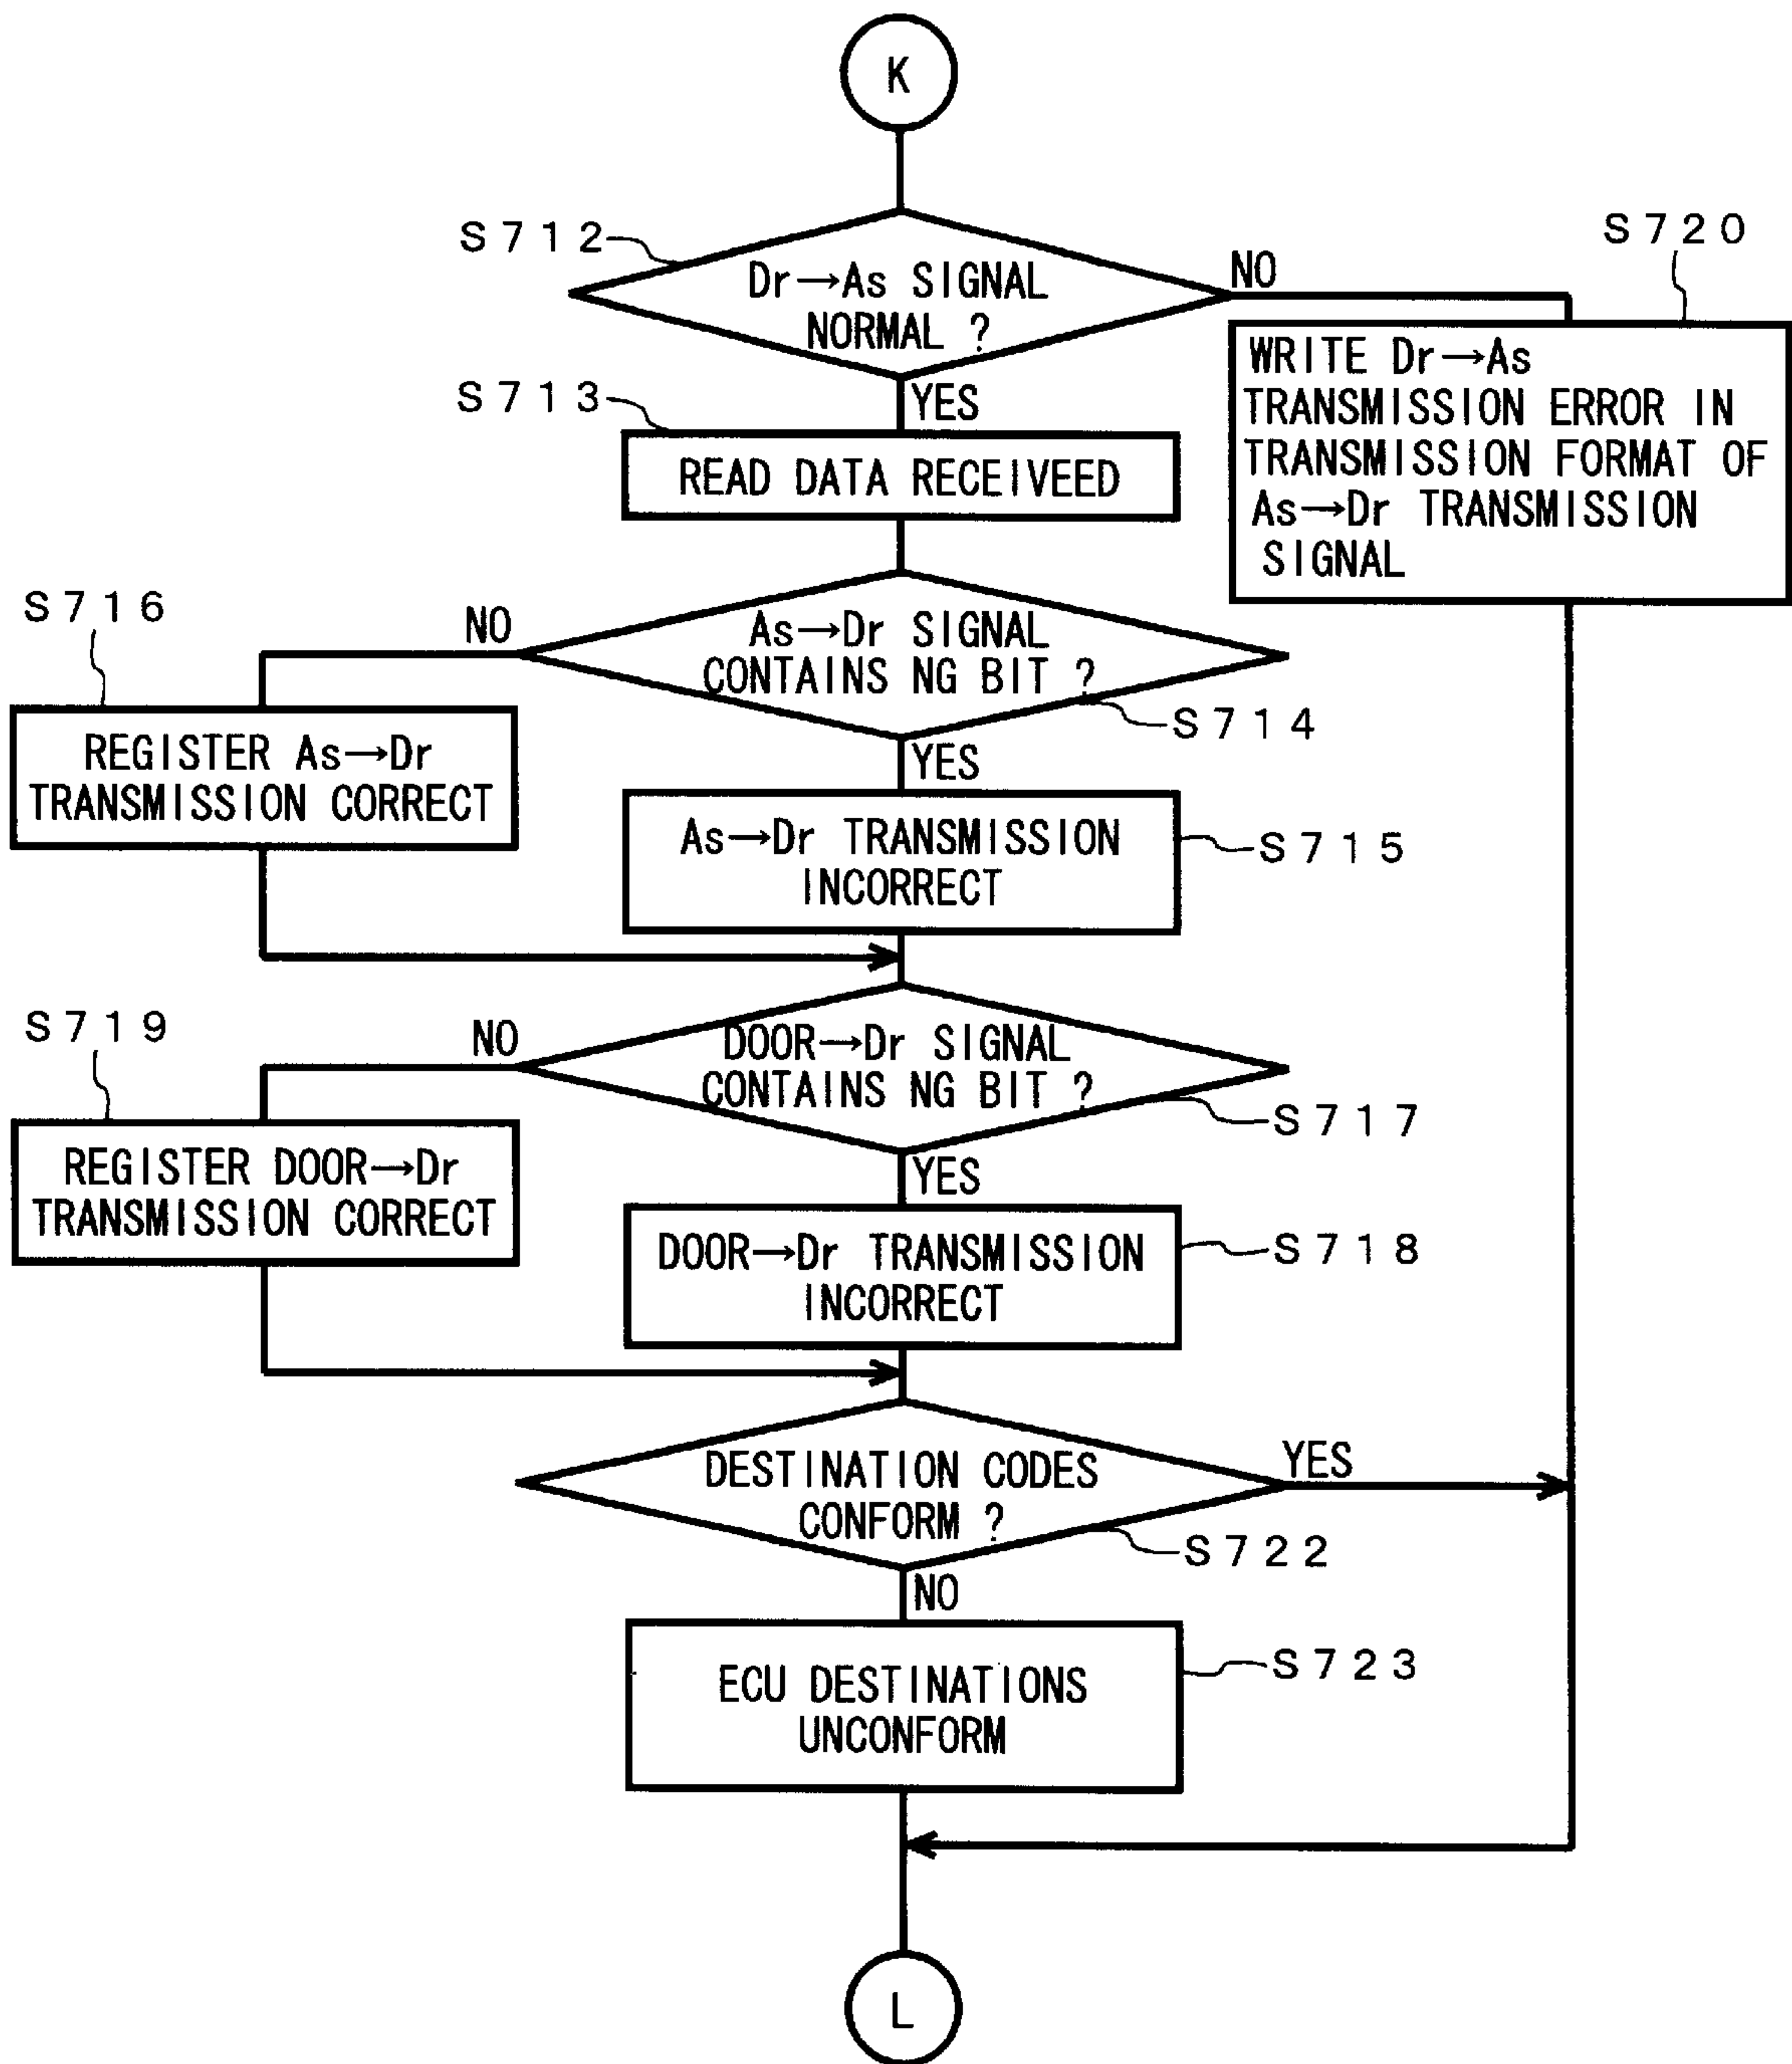 K
S712
Dr→As SIGNAL
NORMAL ?
NO
S720
WRITE Dr→As
TRANSMISSION ERROR IN
TRANSMISSION FORMAT OF
As→Dr TRANSMISSION
SIGNAL
YES
S713
READ DATA RECEIVEED
S716
NO
As→Dr SIGNAL
CONTAINS NG BIT ?
S714
REGISTER As→Dr
TRANSMISSION CORRECT
YES
As→Dr TRANSMISSION
INCORRECT
S715
S719
NO
DOOR→Dr SIGNAL
CONTAINS NG BIT ?
S717
REGISTER DOOR→Dr
TRANSMISSION CORRECT
YES
DOOR→Dr TRANSMISSION
INCORRECT
S718
DESTINATION CODES
CONFORM ?
YES
S722
NO
ECU DESTINATIONS
UNCONFORM
S723
L